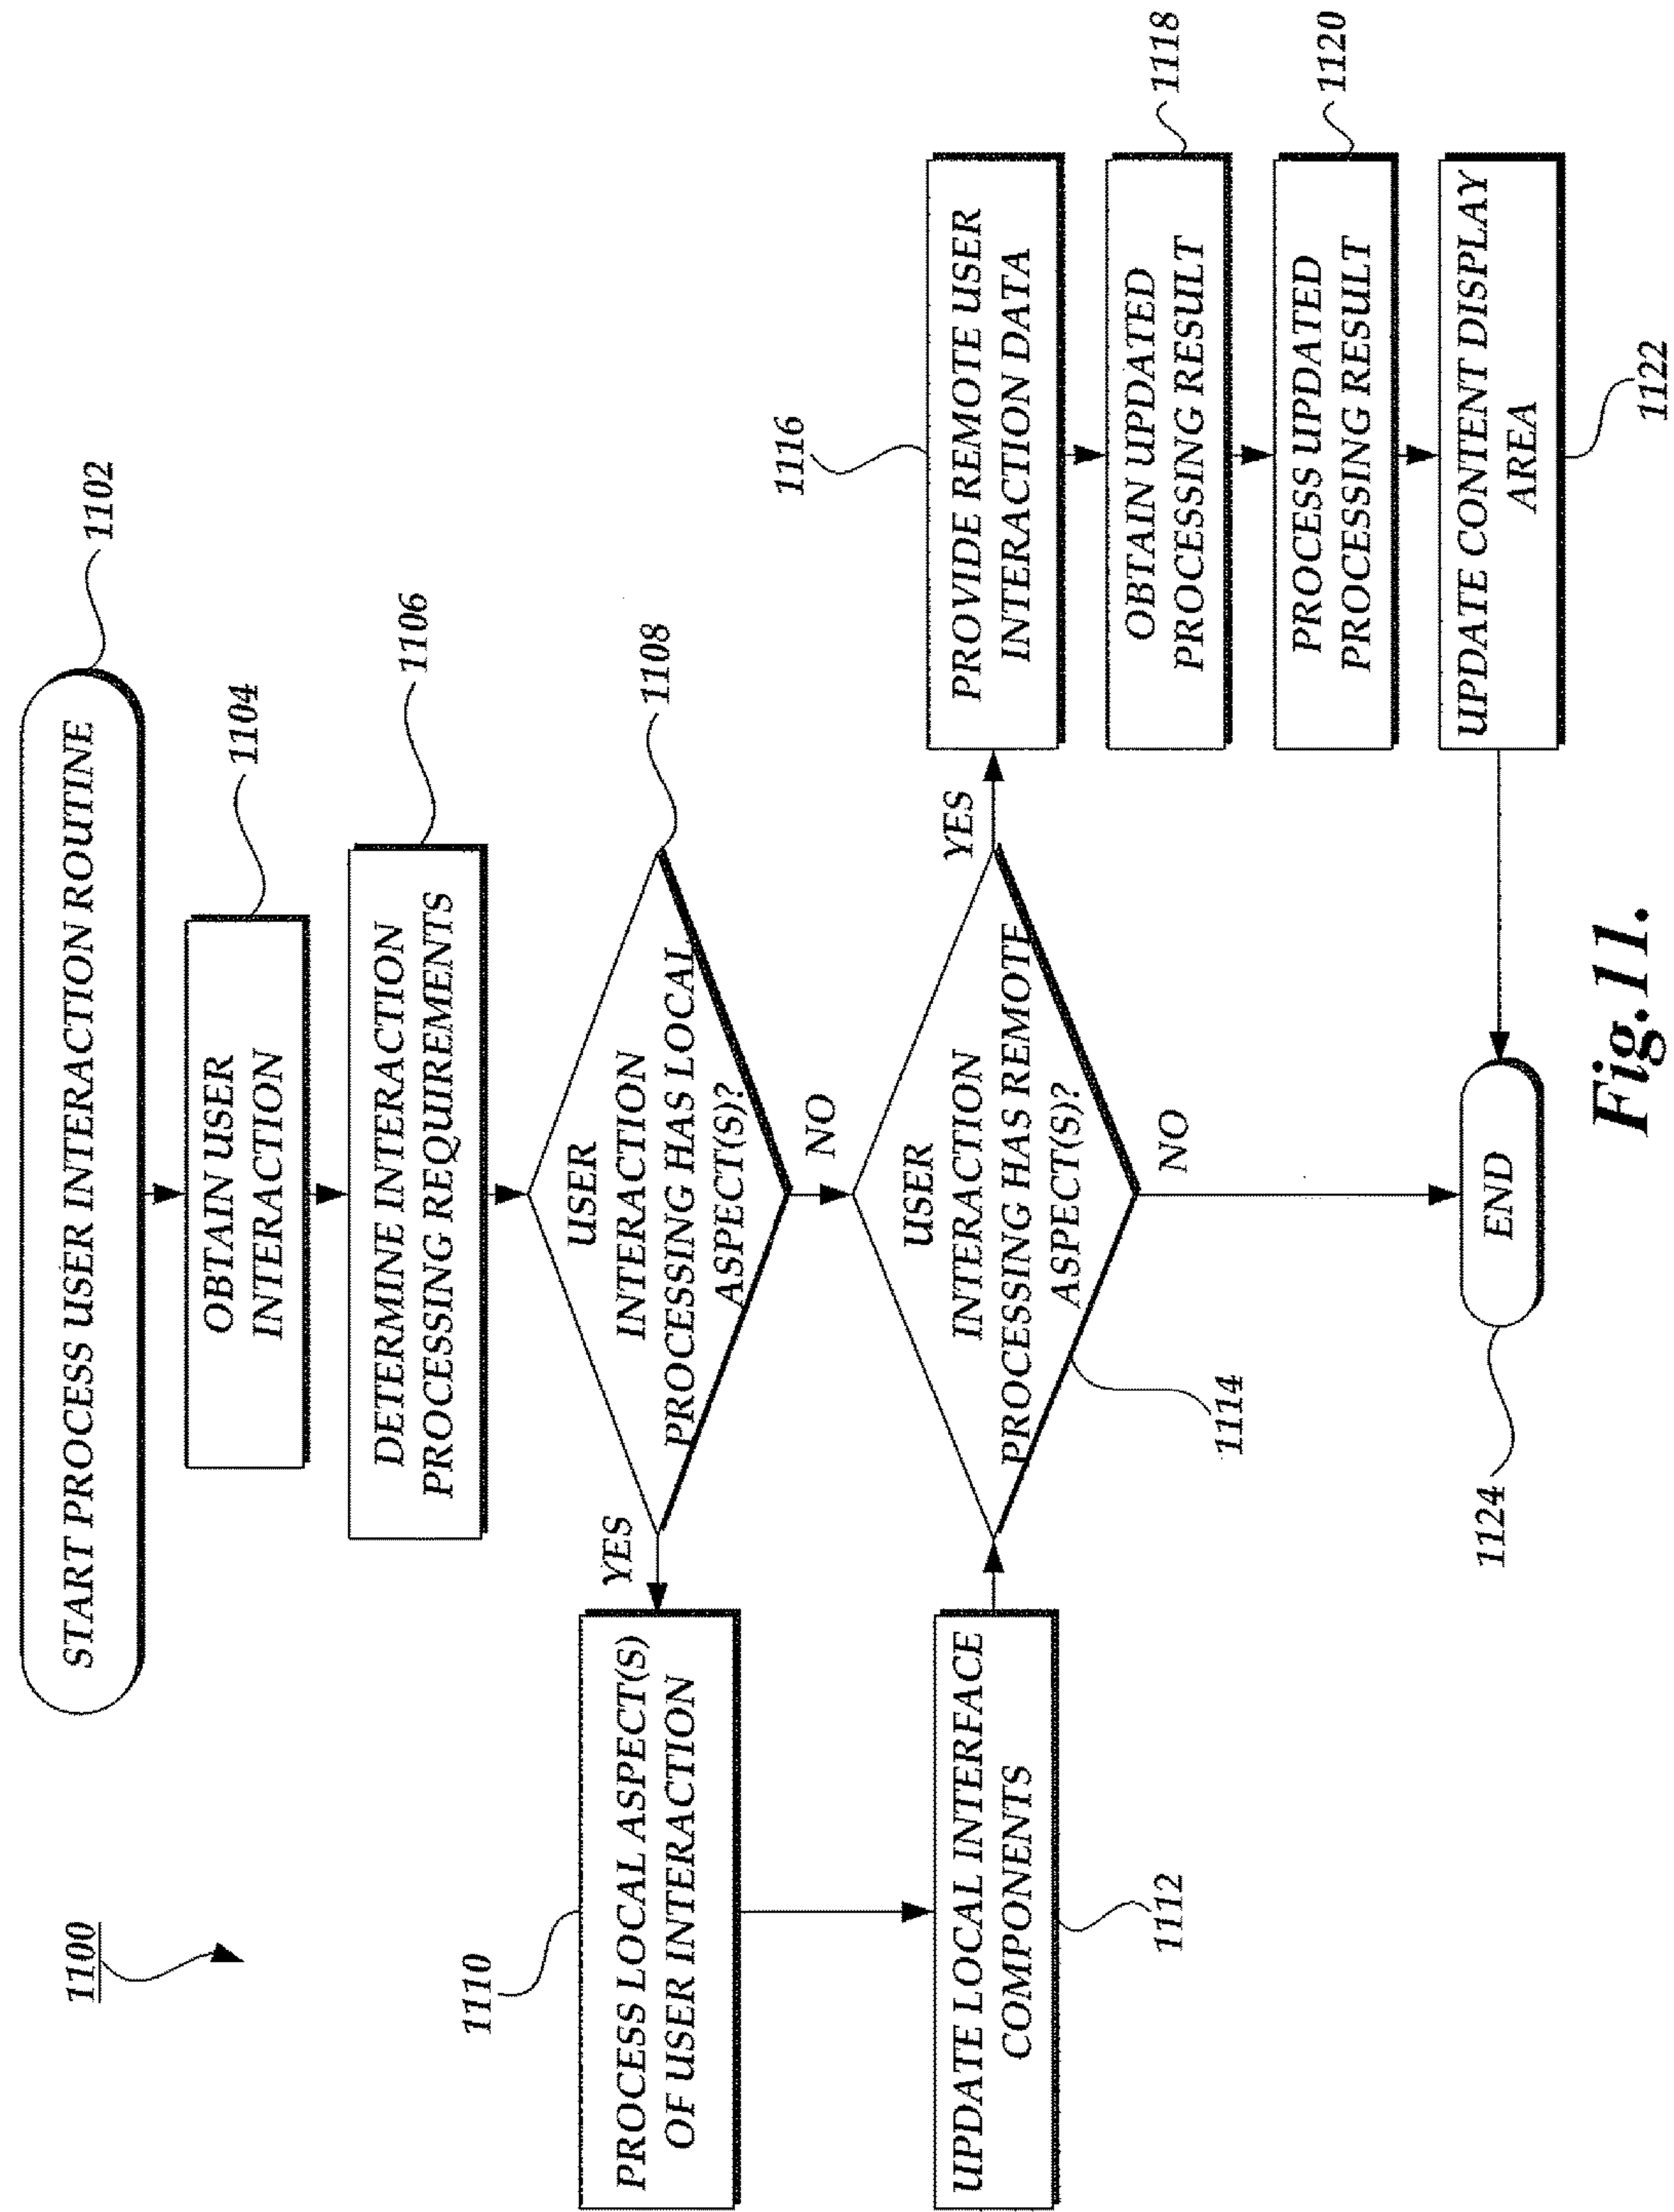 1100
START PROCESS USER INTERACTION ROUTINE
1102
OBTAIN USER
INTERACTION
1104
DETERMINE INTERACTION
PROCESSING REQUIREMENTS
1106
USER
INTERACTION
PROCESSING HAS LOCAL
ASPECT(S)?
1108
YES
NO
1110
PROCESS LOCAL ASPECT(S)
OF USER INTERACTION
UPDATE LOCAL INTERFACE
COMPONENTS
1112
USER
INTERACTION
PROCESSING HAS REMOTE
ASPECT(S)?
1114
YES
NO
1116
PROVIDE REMOTE USER
INTERACTION DATA
OBTAIN UPDATED
PROCESSING RESULT
1118
PROCESS UPDATED
PROCESSING RESULT
1120
UPDATE CONTENT DISPLAY
AREA
1122
END
1124
Fig.11.